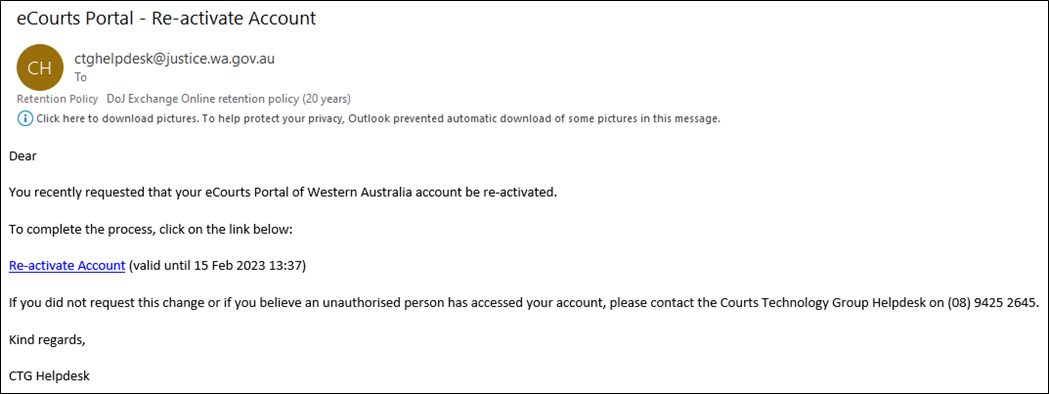 eCourts Portal - Re-activate Account
CH
ctghelpdesk@justice.wa.gov.au
To
Retention Policy DoJ Exchange Online retention policy (20 years)
Click here to download pictures. To help protect your privacy, Outlook prevented automatic download of some pictures in this message.
Dear
You recently requested that your eCourts Portal of Western Australia account be re-activated.
To complete the process, click on the link below:
Re-activate Account (valid until 15 Feb 2023 13:37)
If you did not request this change or if you believe an unauthorised person has accessed your account, please contact the Courts Technology Group Helpdesk on (08) 9425 2645.
Kind regards,
CTG Helpdesk